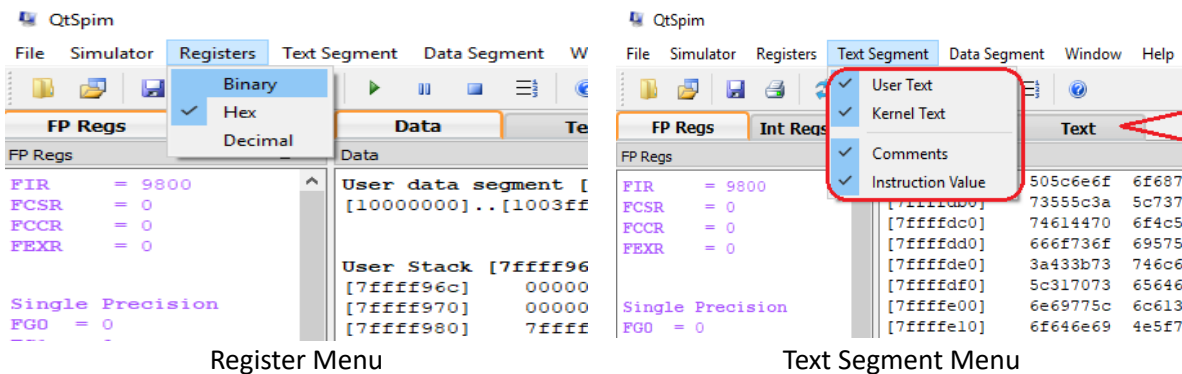 QtSpim
File Simulator Registers Text Segment Data Segment W
Binary
Hex
Decimal
FP Regs Data Te
FP Regs Data
FIR = 9800
FCSR = 0
FCCR = 0
FEXR = 0
Single Precision
FG0 = 0
User data segment [
[10000000]..[1003ff
User Stack [7ffff96
[7ffff96c] 00000
[7ffff970] 00000
[7ffff980] 7ffff
Register Menu
QtSpim
File Simulator Registers Text Segment Data Segment Window Help
User Text
Kernel Text
Comments
Instruction Value
FP Regs Int Regs Text
FP Regs
FIR = 9800
FCSR = 0
FCCR = 0
FEXR = 0
Single Precision
FG0 = 0
505c6e6f 6f687
[7ffffdb0] 73555c3a 5c737
[7ffffdc0] 74614470 6f4c5
[7ffffdd0] 666f736f 69575
[7ffffde0] 3a433b73 746c6
[7ffffdf0] 5c317073 65646
[7ffffe00] 6e69775c 6c613
[7ffffe10] 6f646e69 4e5f7
Text Segment Menu